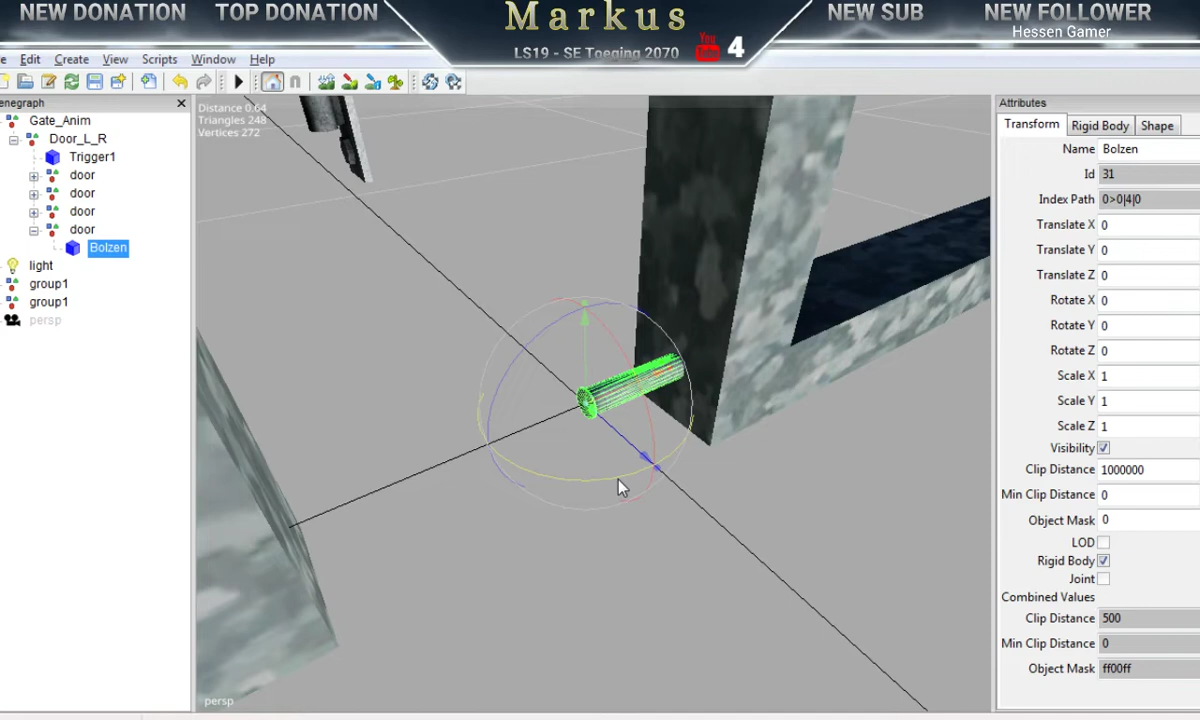 NEW DONATION
TOP DONATION
Markus
NEW SUB
NEW FOLLOWER
LS19 - SE Toeging 2070
You
Tube
4
Hessen Gamer
e Edit Create View Scripts Window Help
enegraph
Gate_Anim
Door_L_R
Trigger1
door
door
door
door
Bolzen
light
group1
group1
persp
Distance 0.64
Triangles 248
Vertices 272
persp
Attributes
Transform Rigid Body Shape
Name Bolzen
Id 31
Index Path 0>0|4|0
Translate X 0
Translate Y 0
Translate Z 0
Rotate X 0
Rotate Y 0
Rotate Z 0
Scale X 1
Scale Y 1
Scale Z 1
Visibility
Clip Distance 1000000
Min Clip Distance 0
Object Mask 0
LOD
Rigid Body
Joint
Combined Values
Clip Distance 500
Min Clip Distance 0
Object Mask ff00ff